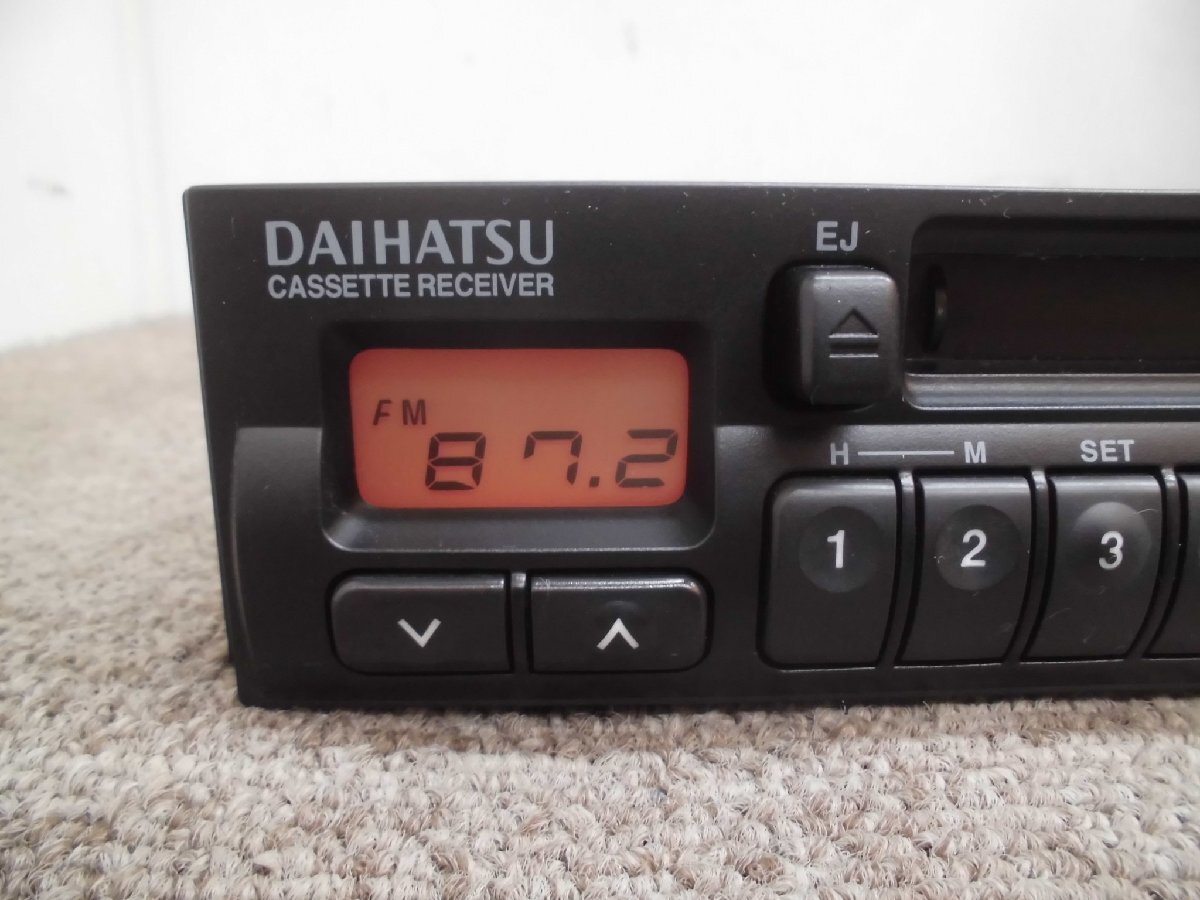 DAIHATSU
CASSETTE RECEIVER
EJ
FM
87.2
H M SET
1 2 3